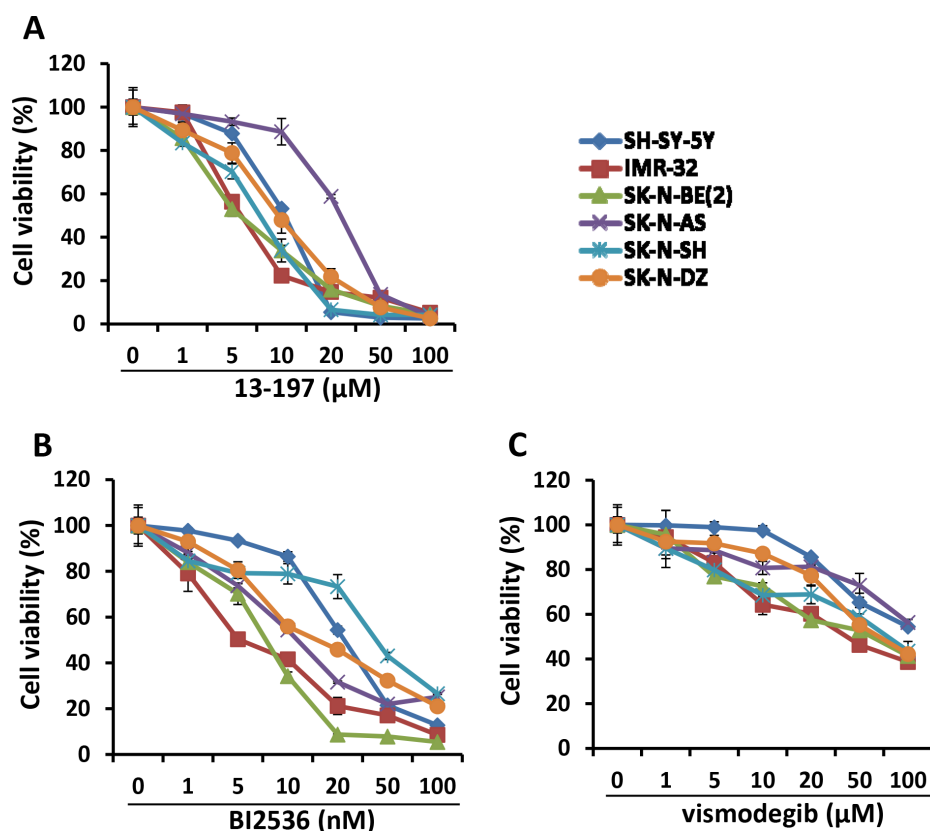 A
120
100
80
60
40
20
0
Cell viability (%)
0 1 5 10 20 50 100
13-197 (µM)
SH-SY-5Y
IMR-32
SK-N-BE(2)
SK-N-AS
SK-N-SH
SK-N-DZ
B
120
100
80
60
40
20
0
Cell viability (%)
0 1 5 10 20 50 100
BI2536 (nM)
C
120
100
80
60
40
20
0
Cell viability (%)
0 1 5 10 20 50 100
vismodegib (µM)